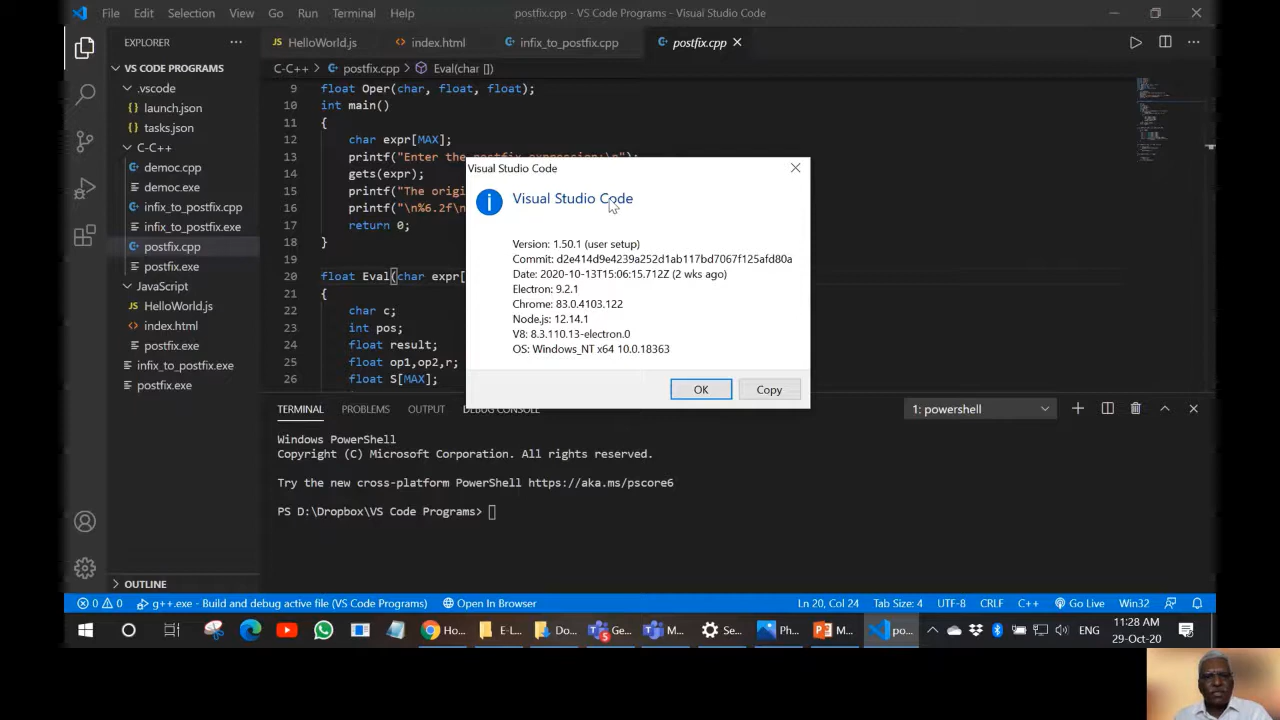 File Edit Selection View Go Run Terminal Help postfix.cpp - VS Code Programs - Visual Studio Code
EXPLORER
HelloWorld.js index.html infix_to_postfix.cpp postfix.cpp
VS CODE PROGRAMS
C-C++ > postfix.cpp > Eval(char [])
.vscode
launch.json
tasks.json
C-C++
democ.cpp
democ.exe
infix_to_postfix.cpp
infix_to_postfix.exe
postfix.cpp
postfix.exe
JavaScript
HelloWorld.js
index.html
postfix.exe
infix_to_postfix.exe
postfix.exe
OUTLINE
9 float Oper(char, float, float);
10 int main()
11 {
12 char expr[MAX];
13 printf("Enter the postfix expression:\n");
14 gets(expr);
15 printf("The orig
16 printf("\n%6.2f\n
17 return 0;
18 }
19
20 float Eval(char expr[
21 {
22 char c;
23 int pos;
24 float result;
25 float op1,op2,r;
26 float S[MAX];
Visual Studio Code
Visual Studio Code
Version: 1.50.1 (user setup)
Commit: d2e414d9e4239a252d1ab117bd7067f125afd80a
Date: 2020-10-13T15:06:15.712Z (2 wks ago)
Electron: 9.2.1
Chrome: 83.0.4103.122
Node.js: 12.14.1
V8: 8.3.110.13-electron.0
OS: Windows_NT x64 10.0.18363
OK Copy
TERMINAL PROBLEMS OUTPUT DEBUG CONSOLE 1: powershell
Windows PowerShell
Copyright (C) Microsoft Corporation. All rights reserved.
Try the new cross-platform PowerShell https://aka.ms/pscore6
PS D:\Dropbox\VS Code Programs>
0 0 g++.exe - Build and debug active file (VS Code Programs) Open In Browser Ln 20, Col 24 Tab Size: 4 UTF-8 CRLF C++ Go Live Win32
Ho... E-L... Do... Ge... M... Se... Ph... M... po... ENG 11:28 AM
29-Oct-20